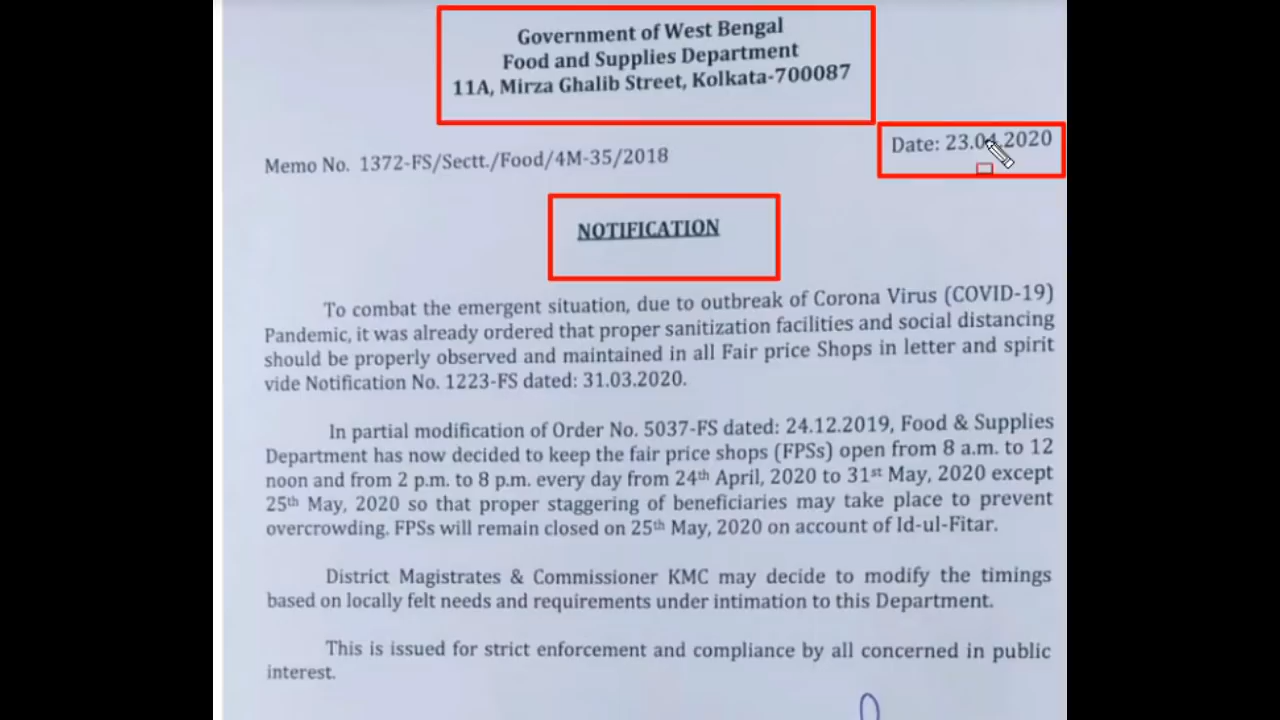 Government of West Bengal
Food and Supplies Department
11A, Mirza Ghalib Street, Kolkata-700087
Date: 23.04.2020
Memo No. 1372-FS/Sectt./Food/4M-35/2018
NOTIFICATION
To combat the emergent situation, due to outbreak of Corona Virus (COVID-19)
Pandemic, it was already ordered that proper sanitization facilities and social distancing
should be properly observed and maintained in all Fair price Shops in letter and spirit
vide Notification No. 1223-FS dated: 31.03.2020.
In partial modification of Order No. 5037-FS dated: 24.12.2019, Food & Supplies
Department has now decided to keep the fair price shops (FPSs) open from 8 a.m. to 12
noon and from 2 p.m. to 8 p.m. every day from 24th April, 2020 to 31st May, 2020 except
25th May, 2020 so that proper staggering of beneficiaries may take place to prevent
overcrowding. FPSs will remain closed on 25th May, 2020 on account of Id-ul-Fitar.
District Magistrates & Commissioner KMC may decide to modify the timings
based on locally felt needs and requirements under intimation to this Department.
This is issued for strict enforcement and compliance by all concerned in public
interest.